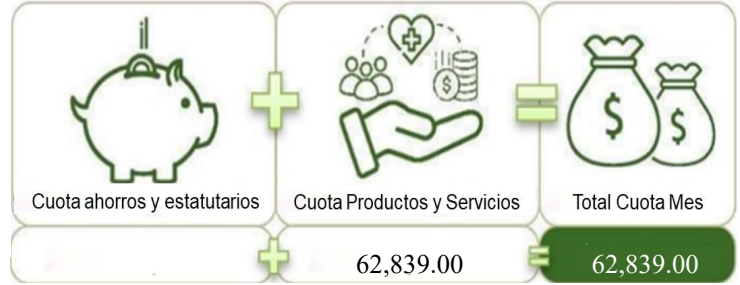 $
$ $
Cuota ahorros y estatutarios Cuota Productos y Servicios Total Cuota Mes
62,839.00 62,839.00